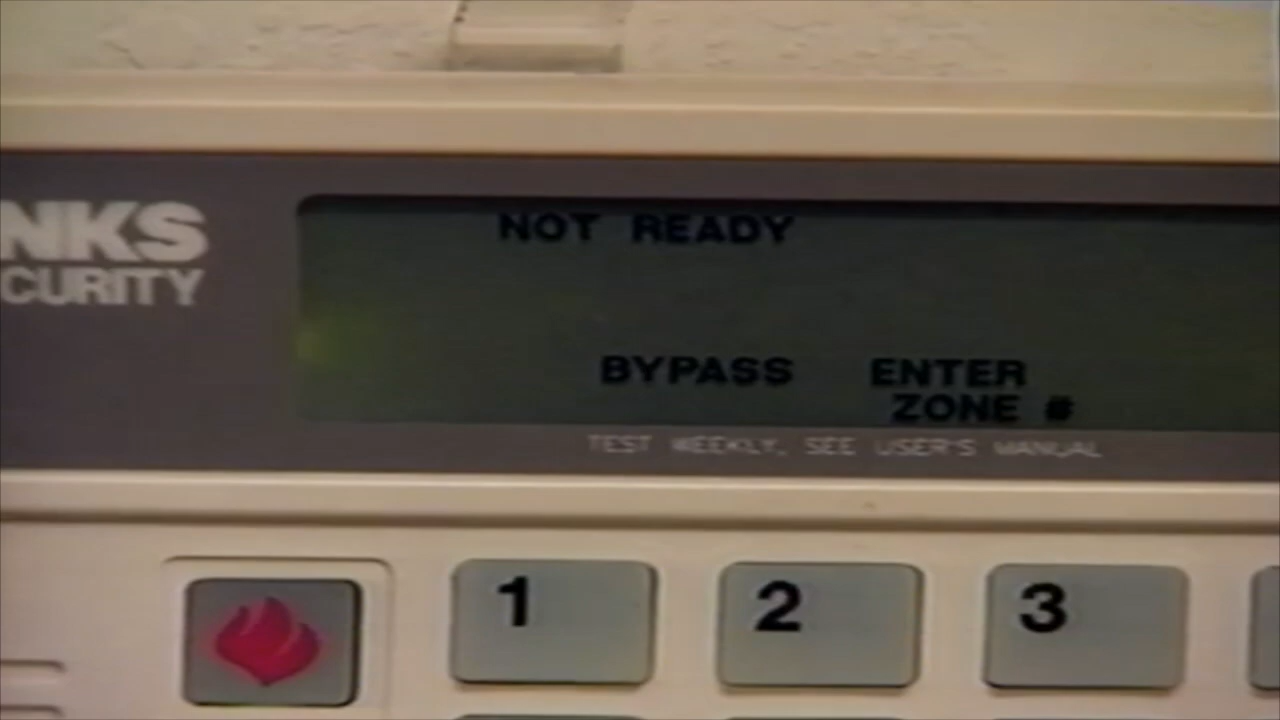 NKS
CURITY
NOT READY
BYPASS ENTER
ZONE #
TEST WEEKLY, SEE USER'S MANUAL
1 2 3